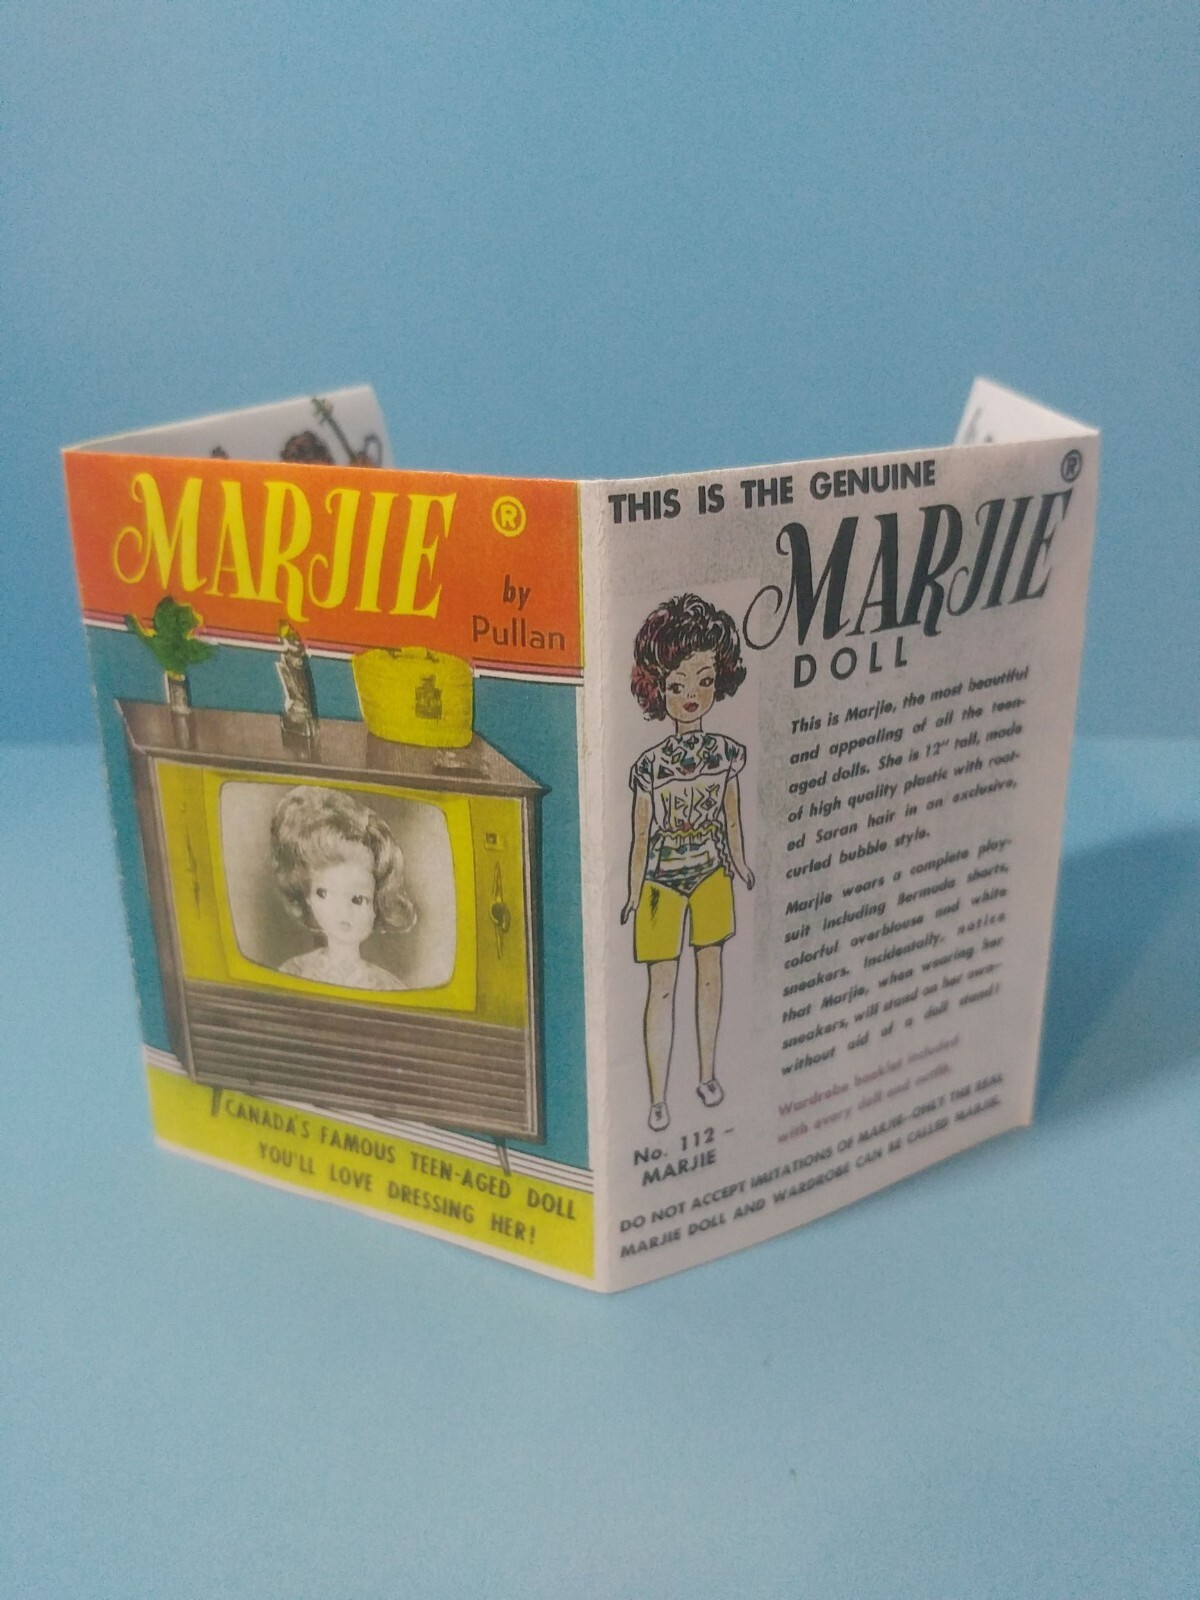 MARJIE ®
by
Pullan
CANADA'S FAMOUS TEEN-AGED DOLL
YOU'LL LOVE DRESSING HER!
THIS IS THE GENUINE
MARJIE ®
DOLL
This is Marjie, the most beautiful
and appealing of all the teen-
aged dolls. She is 12" tall, made
of high quality plastic with root-
ed Saran hair in an exclusive,
curled bubble style.
Marjie wears a complete play-
suit including Bermuda shorts,
colorful overblouse and white
sneakers. Incidentally, notice
that Marjie, when wearing her
sneakers, will stand on her own—
without aid of a doll stand!
Wardrobe booklet included
with every doll and outfit.
No. 112 –
MARJIE
DO NOT ACCEPT IMITATIONS OF MARJIE—ONLY THE REAL
MARJIE DOLL AND WARDROBE CAN BE CALLED MARJIE.